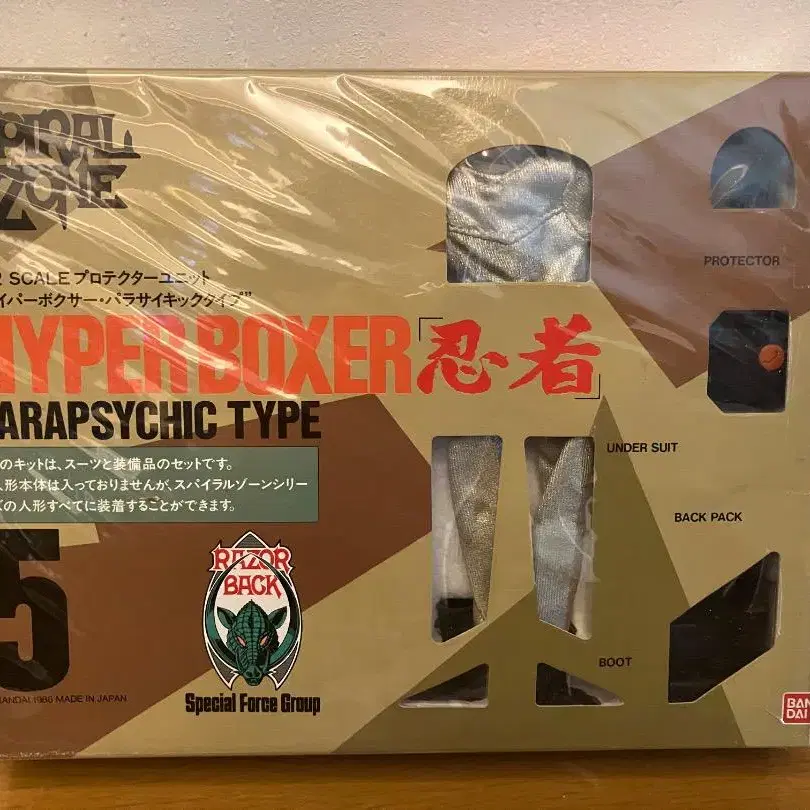 SPIRAL
ZONE
2 SCALE プロテクターユニット
イパーボクサー・パラサイキックタイプ"
HYPER BOXER「忍者」
ARAPSYCHIC TYPE
のキットは、スーツと装備品のセットです。
人形本体は入っておりませんが、スパイラルゾーンシリー
ズの人形すべてに装着することができます。
5
BANDAI 1986 MADE IN JAPAN
RAZOR
BACK
Special Force Group
PROTECTOR
UNDER SUIT
BACK PACK
BOOT
BAN
DAI